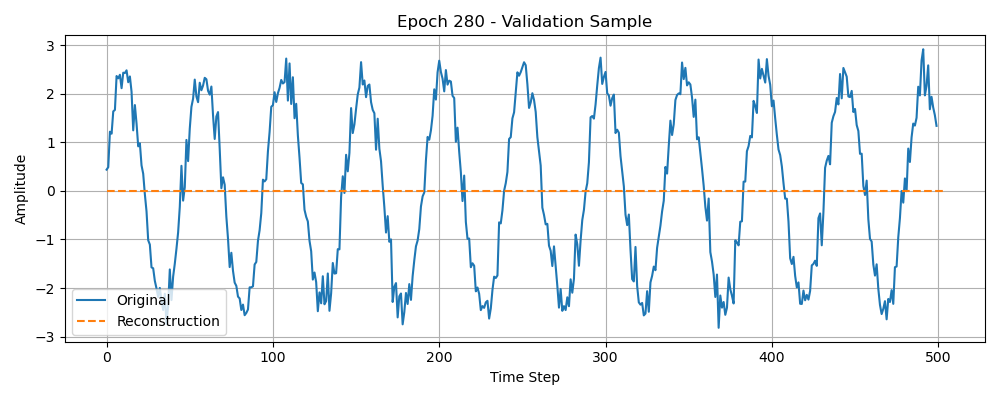 Epoch 280 - Validation Sample
Amplitude
3
2
1
0
−1
−2
−3
Original
Reconstruction
0
100
200
300
400
500
Time Step